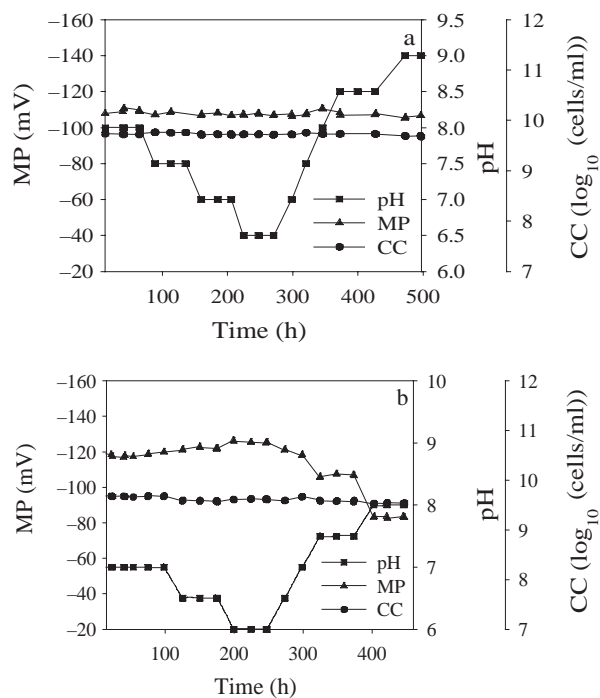 a
–160
–140
–120
–100
–80
–60
–40
–20
MP (mV)
9.5
9.0
8.5
8.0
7.5
7.0
6.5
6.0
pH
12
11
10
9
8
7
CC (log10 (cells/ml))
pH
MP
CC
100 200 300 400 500
Time (h)
b
–160
–140
–120
–100
–80
–60
–40
–20
MP (mV)
10
9
8
7
6
pH
12
11
10
9
8
7
CC (log10 (cells/ml))
pH
MP
CC
100 200 300 400
Time (h)